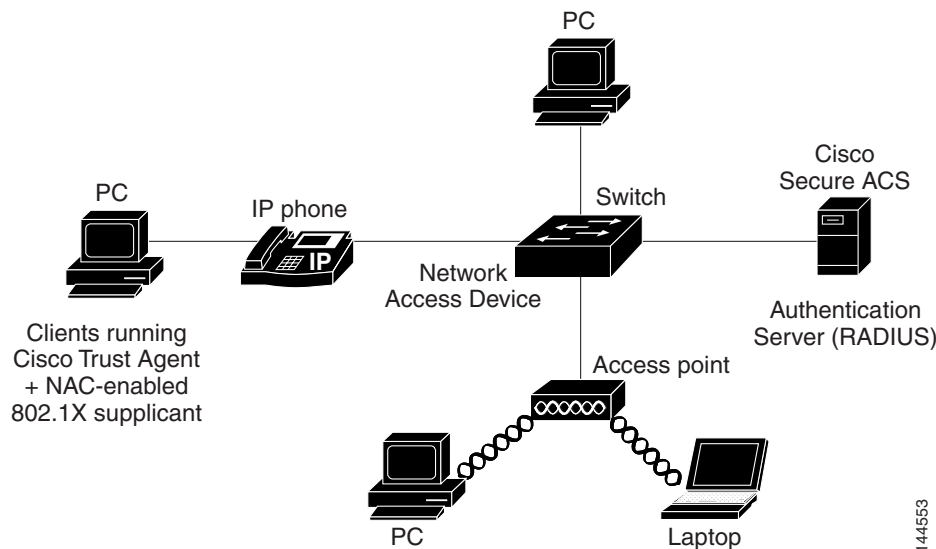 PC
Cisco
Secure ACS
PC
IP phone
Switch
IP
Network
Access Device
Clients running
Cisco Trust Agent
+ NAC-enabled
802.1X supplicant
Authentication
Server (RADIUS)
Access point
PC
Laptop
144553